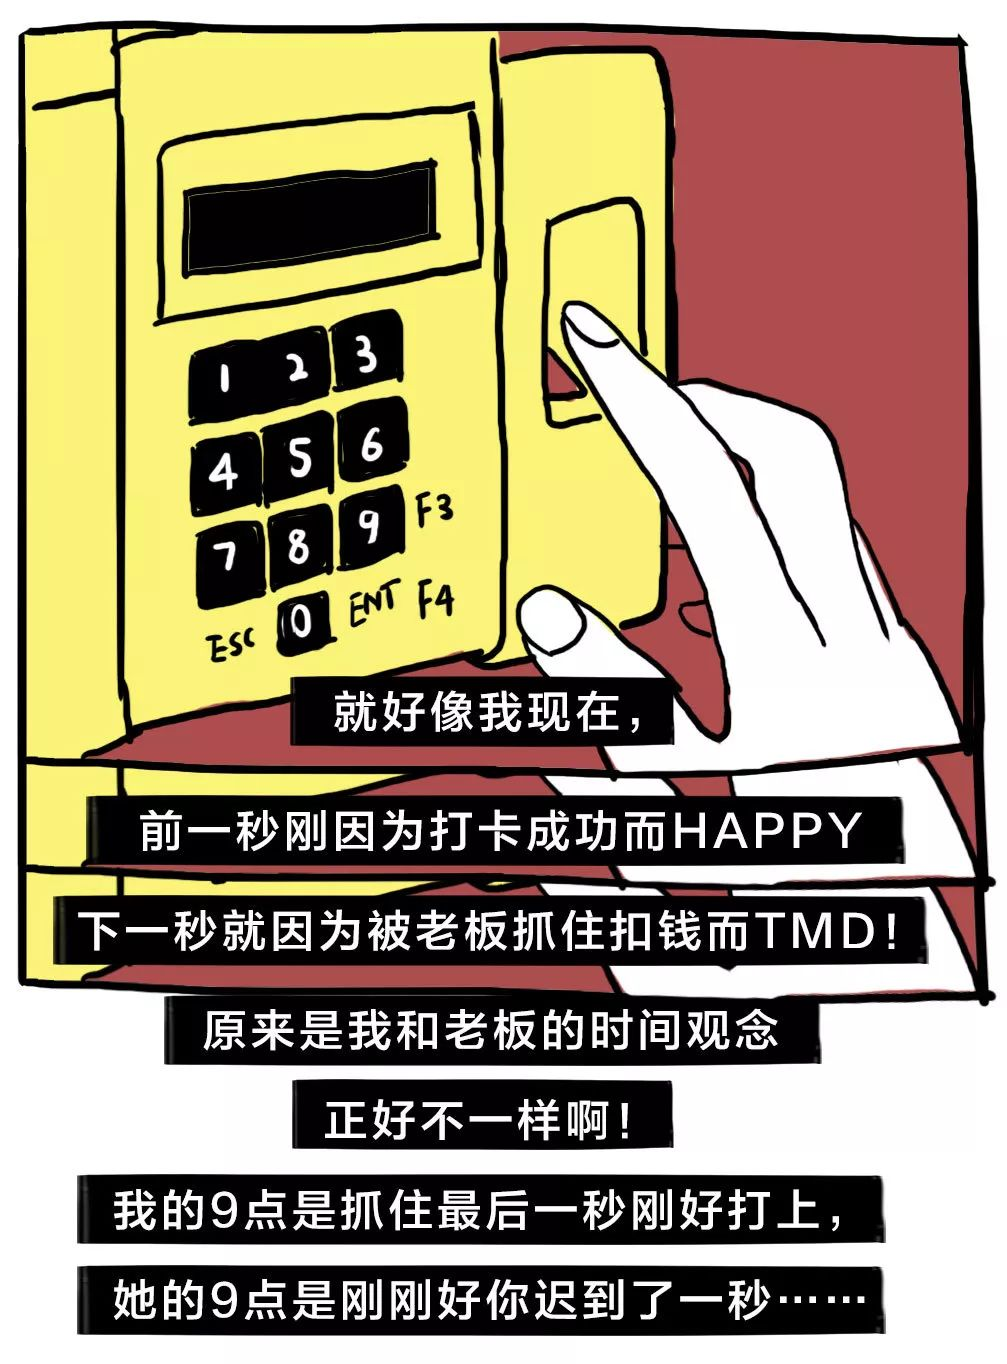 1 2 3
4 5 6
7 8 9 F3
ESC 0 ENT F4
就好像我现在，
前一秒刚因为打卡成功而HAPPY
下一秒就因为被老板抓住扣钱而TMD！
原来是我和老板的时间观念
正好不一样啊！
我的9点是抓住最后一秒刚好打上，
她的9点是刚刚好你迟到了一秒……